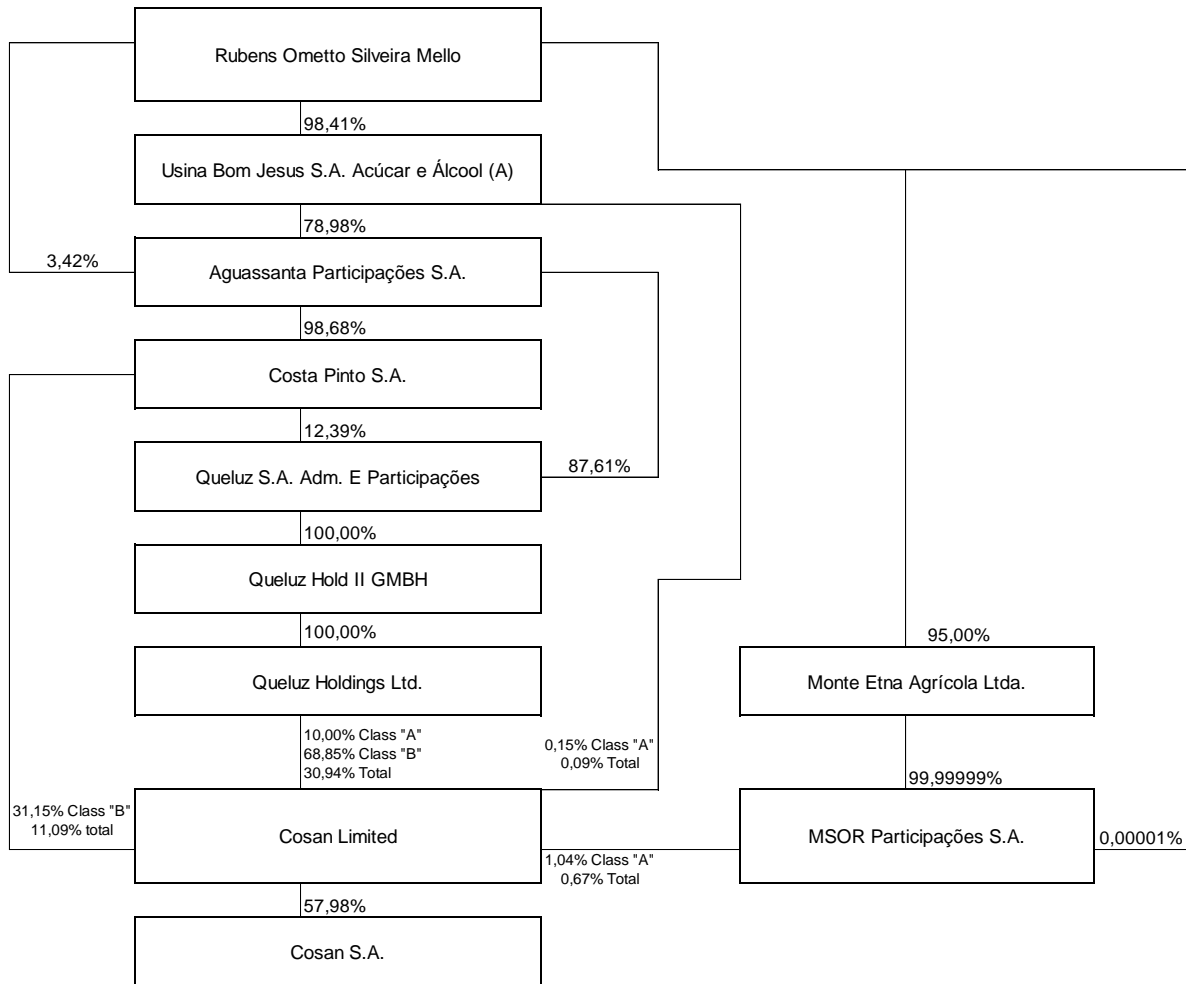 Rubens Ometto Silveira Mello
98,41%
Usina Bom Jesus S.A. Acúcar e Álcool (A)
78,98%
3,42%
Aguassanta Participações S.A.
98,68%
Costa Pinto S.A.
12,39%
Queluz S.A. Adm. E Participações
87,61%
100,00%
Queluz Hold II GMBH
100,00%
95,00%
Queluz Holdings Ltd.
Monte Etna Agrícola Ltda.
10,00% Class "A"
68,85% Class "B"
30,94% Total
0,15% Class "A"
0,09% Total
99,99999%
31,15% Class "B"
11,09% total
Cosan Limited
MSOR Participações S.A.
0,00001%
1,04% Class "A"
0,67% Total
57,98%
Cosan S.A.